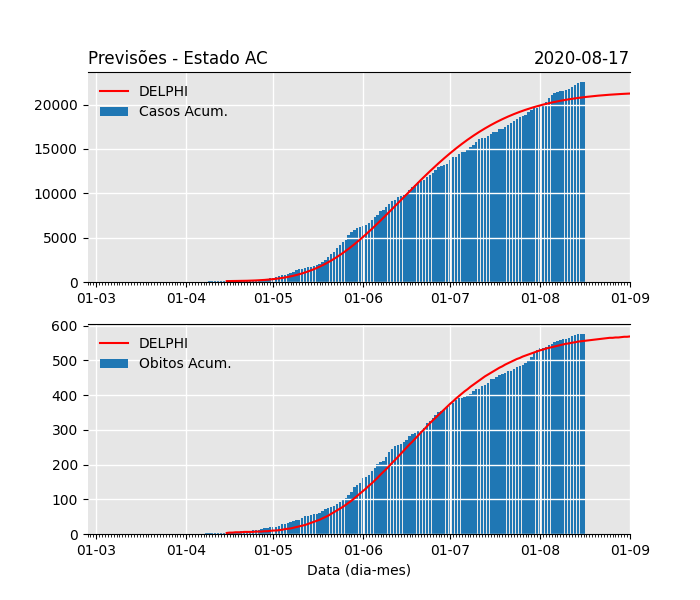 Previsões - Estado AC 2020-08-17
DELPHI
Casos Acum.
20000
15000
10000
5000
0
01-03 01-04 01-05 01-06 01-07 01-08 01-09
600
DELPHI
Obitos Acum.
500
400
300
200
100
0
01-03 01-04 01-05 01-06 01-07 01-08 01-09
Data (dia-mes)